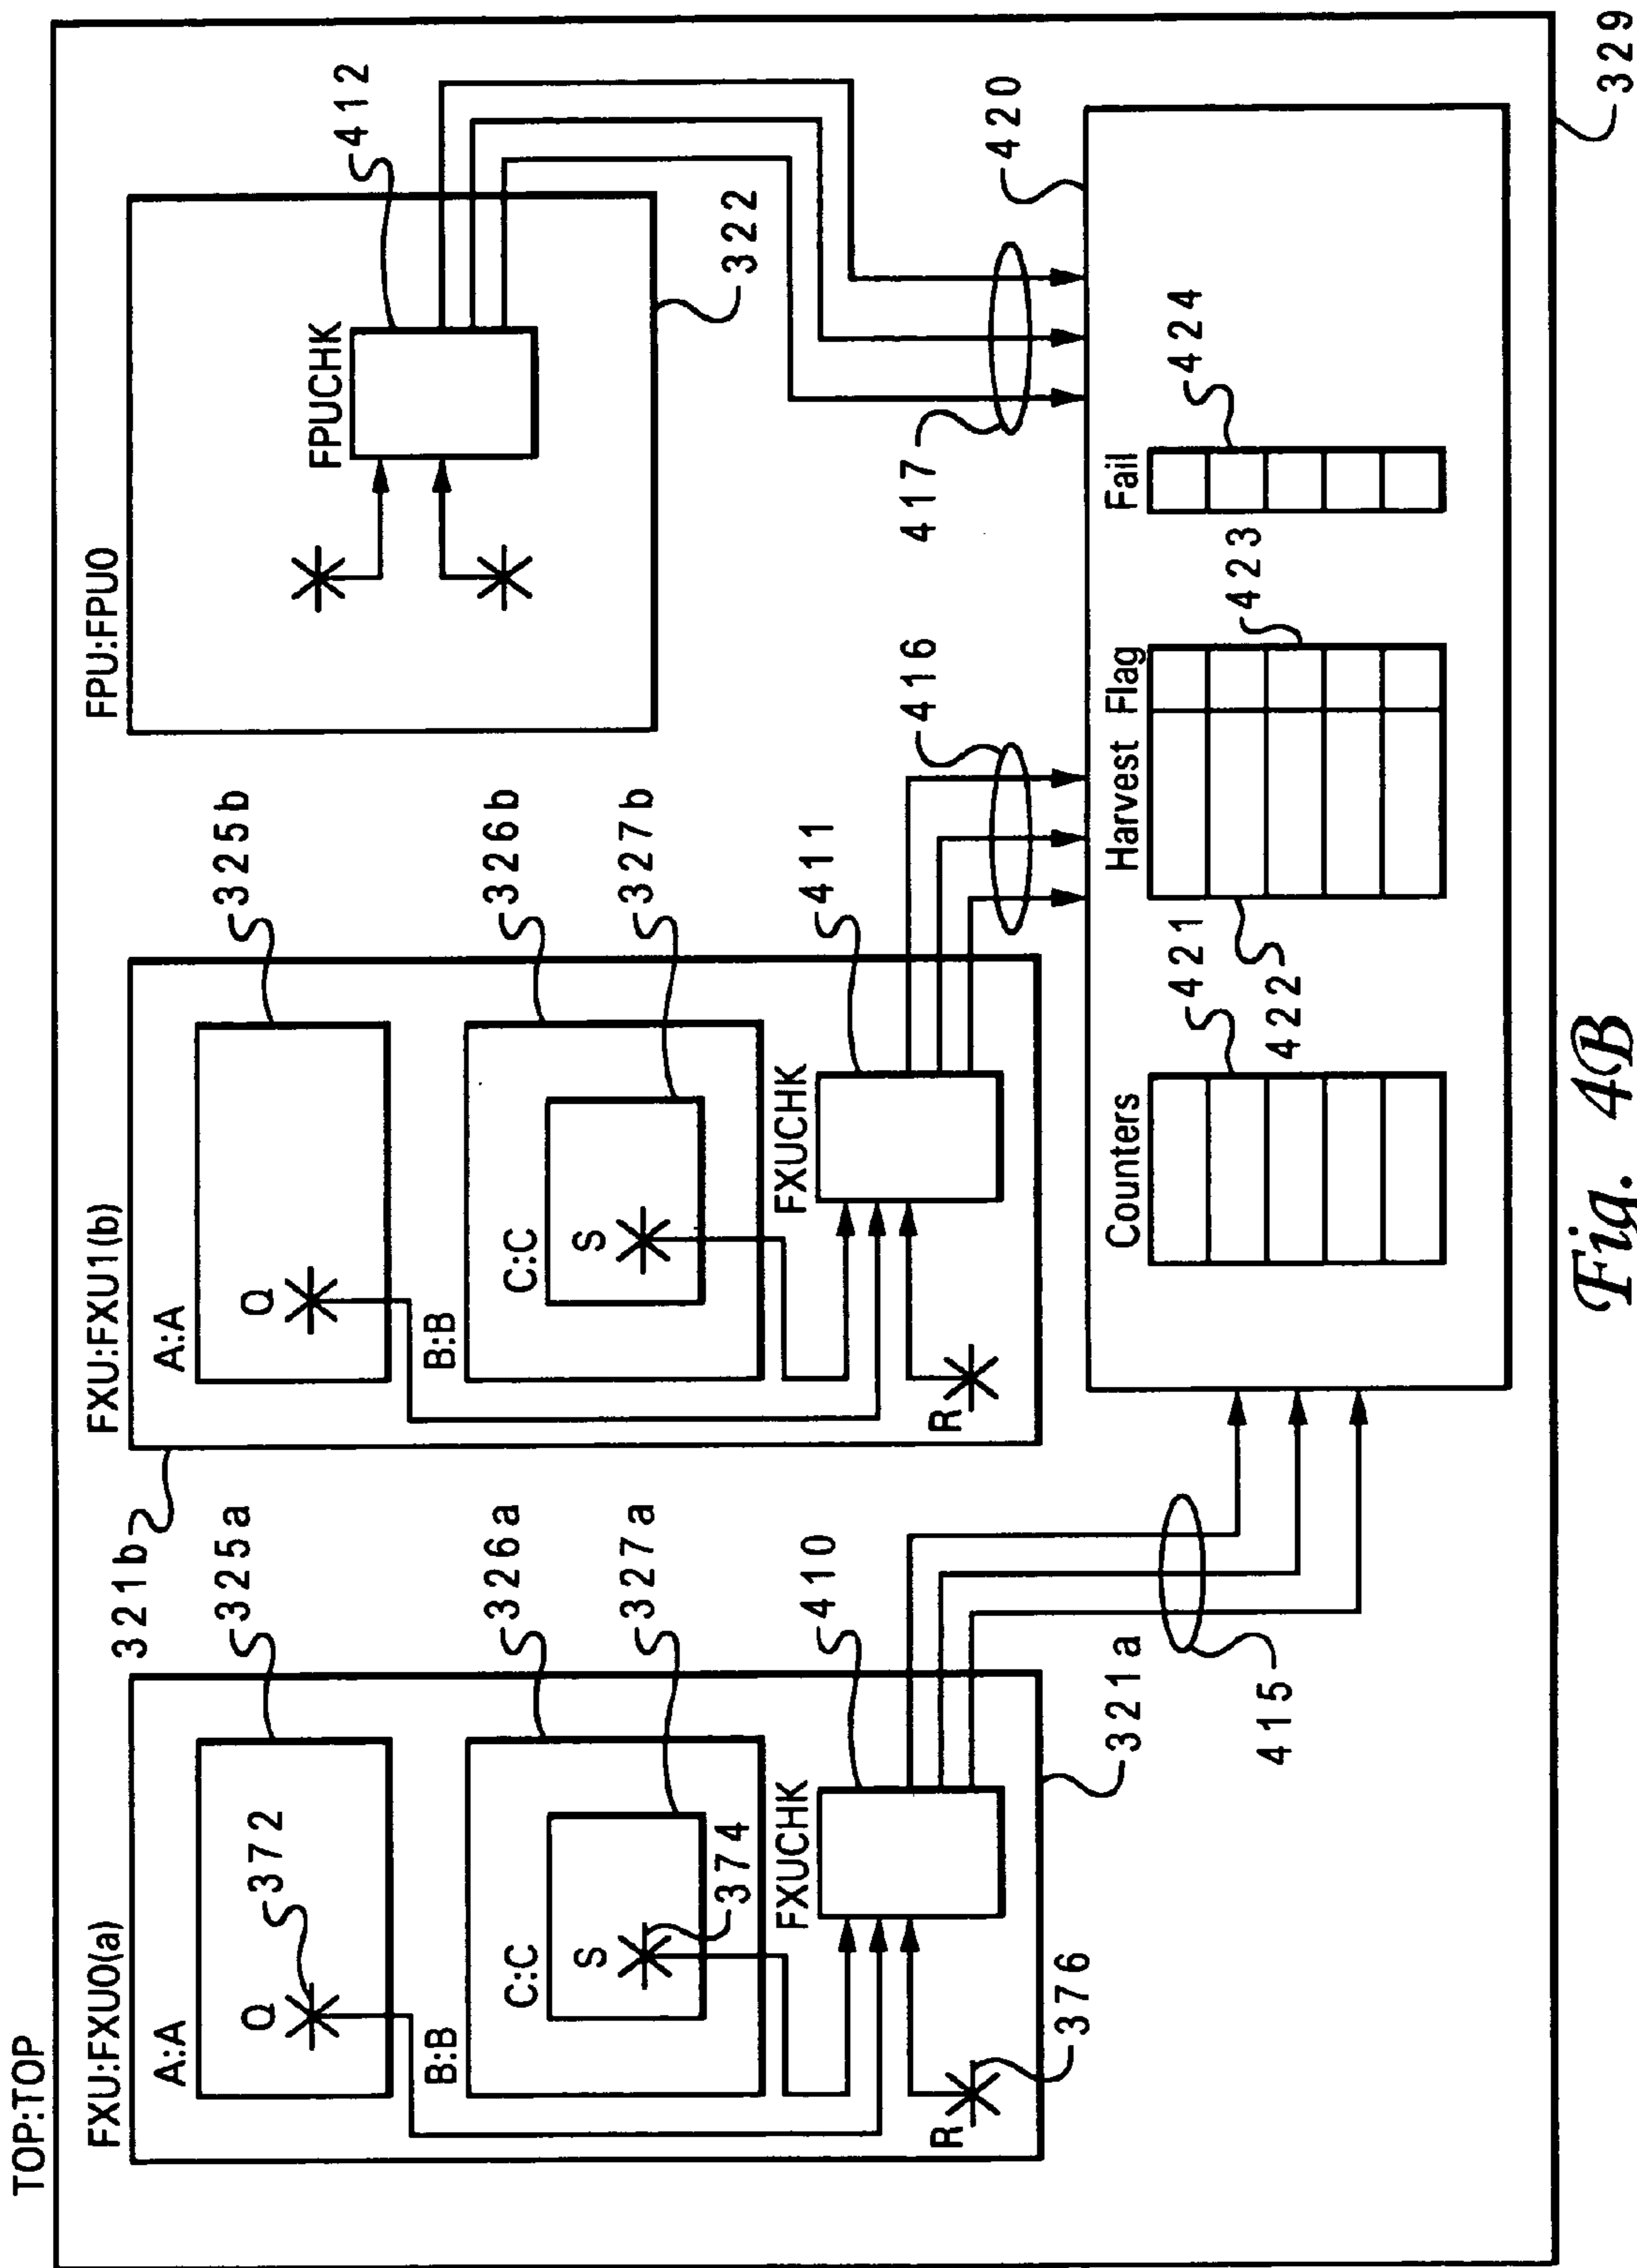 TOP:TOP
FXU:FXU0(a)
A:A
Q
372
325a
B:B
C:C
S
374
326a
327a
FXUCHK
410
R
376
321a
415
321b
FXU:FXU1(b)
A:A
Q
325b
B:B
C:C
S
326b
327b
FXUCHK
411
R
416
FPU:FPU0
FPUCHK
412
322
417
420
Counters
421
422
Harvest Flag
423
Fail
424
329
Fig. 4B